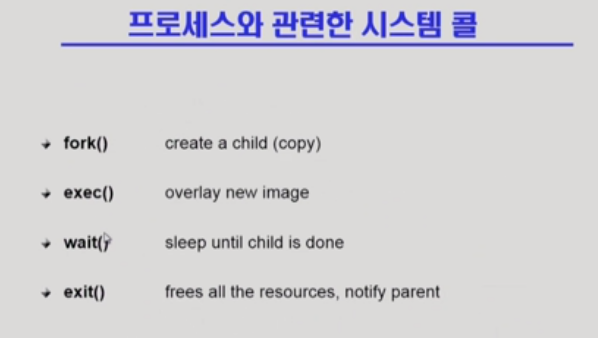 프로세스와 관련한 시스템 콜
fork() create a child (copy)
exec() overlay new image
wait() sleep until child is done
exit() frees all the resources, notify parent